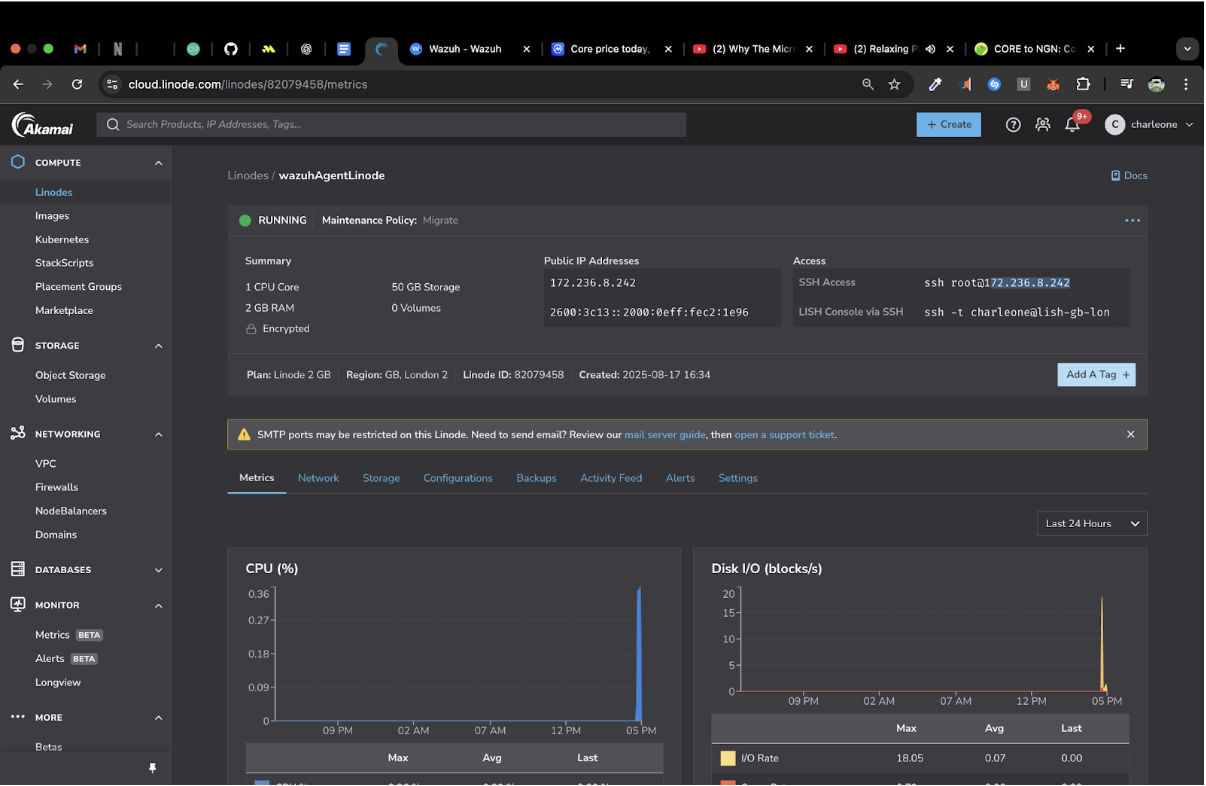 Wazuh - Wazuh
Core price today,
(2) Why The Micr
(2) Relaxing P
CORE to NGN: Co
cloud.linode.com/linodes/82079458/metrics
Akamai
Search Products, IP Addresses, Tags...
+ Create
9+
C
charleone
COMPUTE
Linodes
Images
Kubernetes
StackScripts
Placement Groups
Marketplace
STORAGE
Object Storage
Volumes
NETWORKING
VPC
Firewalls
NodeBalancers
Domains
DATABASES
MONITOR
Metrics BETA
Alerts BETA
Longview
MORE
Betas
Linodes / wazuhAgentLinode
Docs
RUNNING
Maintenance Policy: Migrate
Summary
1 CPU Core
50 GB Storage
2 GB RAM
0 Volumes
Encrypted
Public IP Addresses
172.236.8.242
2600:3c13::2000:0eff:fec2:1e96
Access
SSH Access
ssh root@172.236.8.242
LISH Console via SSH
ssh -t charleone@lish-gb-lon
Plan: Linode 2 GB
Region: GB, London 2
Linode ID: 82079458
Created: 2025-08-17 16:34
Add A Tag +
SMTP ports may be restricted on this Linode. Need to send email? Review our mail server guide, then open a support ticket.
Metrics
Network
Storage
Configurations
Backups
Activity Feed
Alerts
Settings
Last 24 Hours
CPU (%)
0.36
0.27
0.18
0.09
0
09 PM
02 AM
07 AM
12 PM
05 PM
Max
Avg
Last
Disk I/O (blocks/s)
20
15
10
5
0
09 PM
02 AM
07 AM
12 PM
05 PM
Max
Avg
Last
I/O Rate
18.05
0.07
0.00